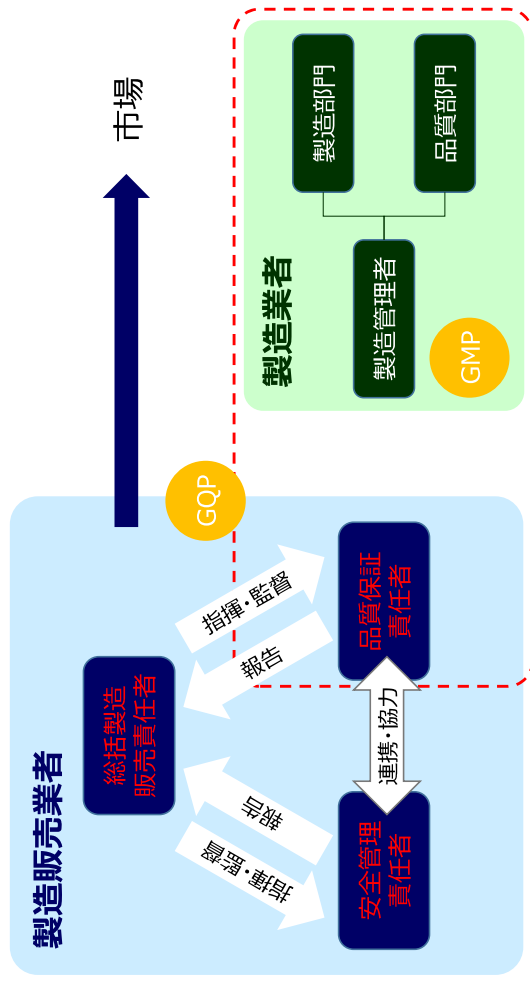 製造販売業者
総括製造
販売責任者
指揮・監督
報告
報告
指揮・監督
安全管理
責任者
連携・協力
品質保証
責任者
GQP
市場
製造業者
製造管理者
製造部門
品質部門
GMP